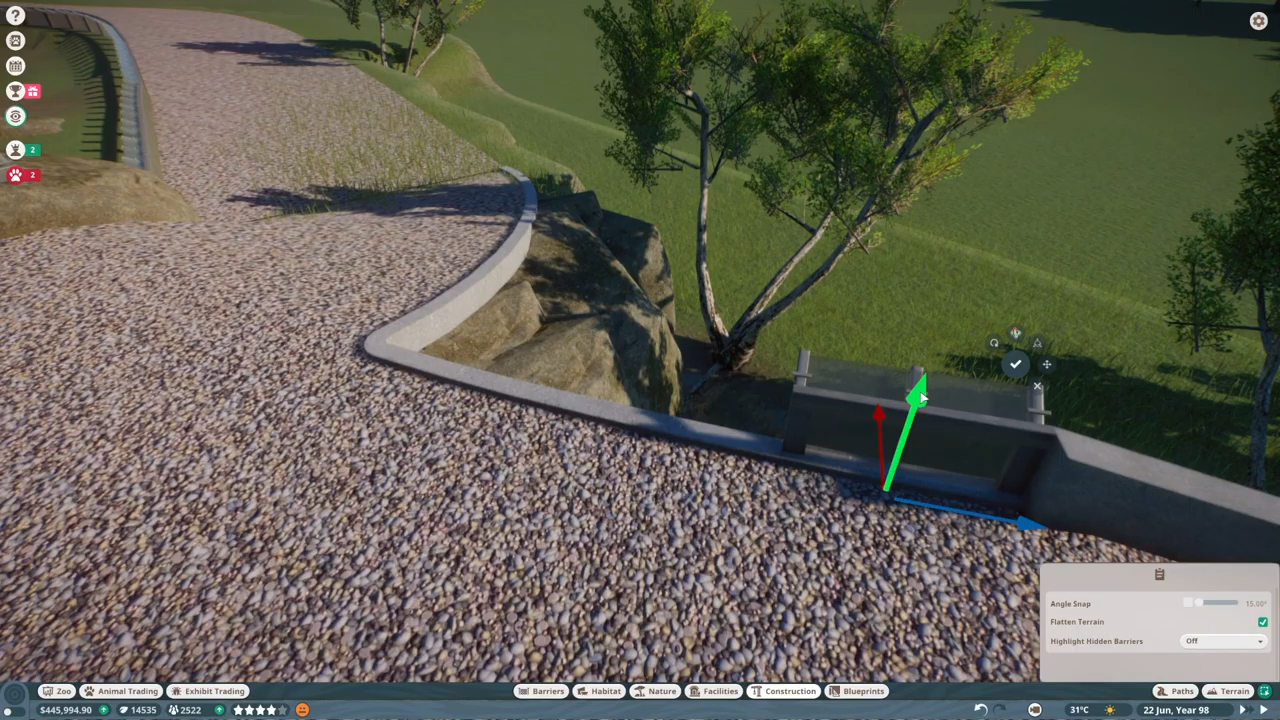 ?
2
2
Angle Snap 15.00°
Flatten Terrain
Highlight Hidden Barriers Off
Zoo Animal Trading Exhibit Trading Barriers Habitat Nature Facilities Construction Blueprints Paths Terrain
$445,994.90 14535 2522 31°C 22 Jun, Year 98